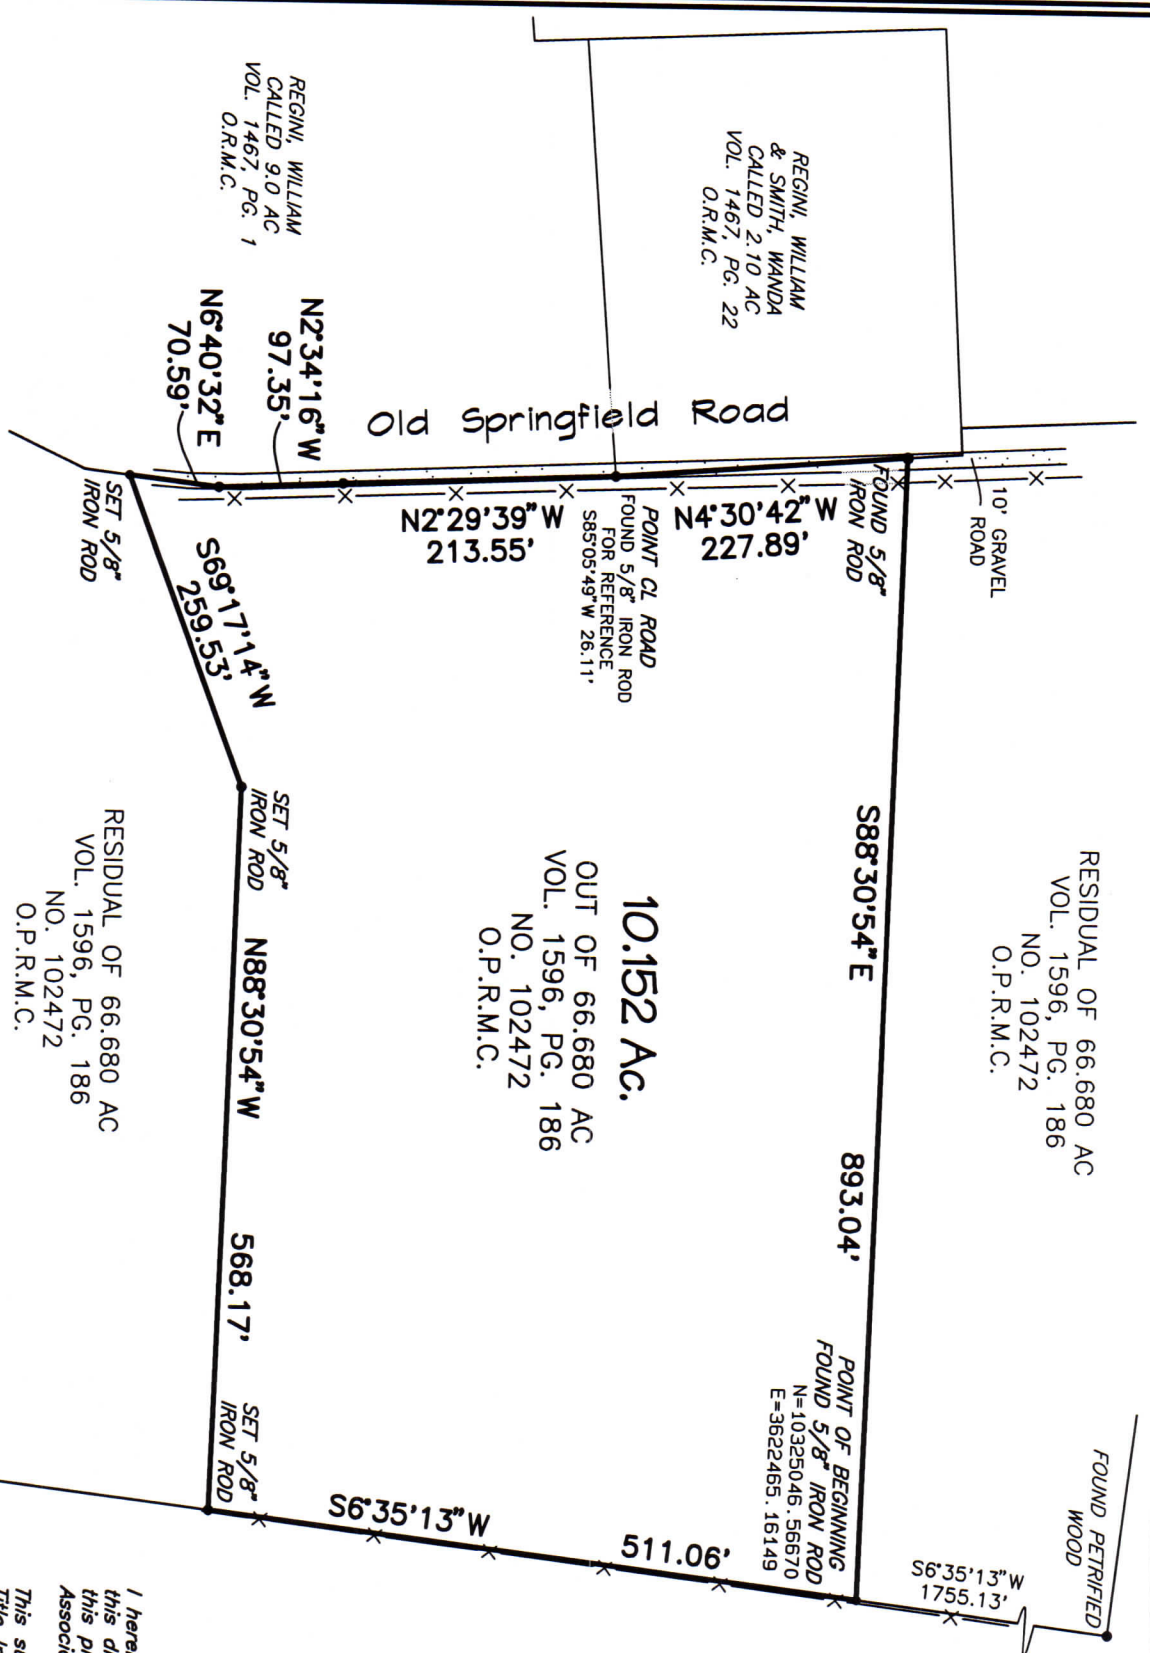 REGINI, WILLIAM
CALLED 9.0 AC
VOL. 1467, PG. 1
O.R.M.C.
REGINI, WILLIAM
& SMITH, WANDA
CALLED 2.10 AC
VOL. 1467, PG. 22
O.R.M.C.
N6°40'32"E
70.59'
N2°34'16"W
97.35'
Old Springfield Road
SET 5/8"
IRON ROD
N2°29'39"W
213.55'
POINT CL ROAD
FOUND 5/8" IRON ROD
FOR REFERENCE
S85°05'49"W 26.11'
N4°30'42"W
227.89'
FOUND 5/8"
IRON ROD
10' GRAVEL
ROAD
S69°17'14"W
259.53'
SET 5/8"
IRON ROD
S88°30'54"E 893.04'
RESIDUAL OF 66.680 AC
VOL. 1596, PG. 186
NO. 102472
O.P.R.M.C.
10.152 Ac.
OUT OF 66.680 AC
VOL. 1596, PG. 186
NO. 102472
O.P.R.M.C.
RESIDUAL OF 66.680 AC
VOL. 1596, PG. 186
NO. 102472
O.P.R.M.C.
N88°30'54"W 568.17'
SET 5/8"
IRON ROD
POINT OF BEGINNING
FOUND 5/8" IRON ROD
N=10325046.56670
E=3622465.16149
S6°35'13"W 511.06'
S6°35'13"W
1755.13'
FOUND PETRIFIED
WOOD
I
this
this
This
Title